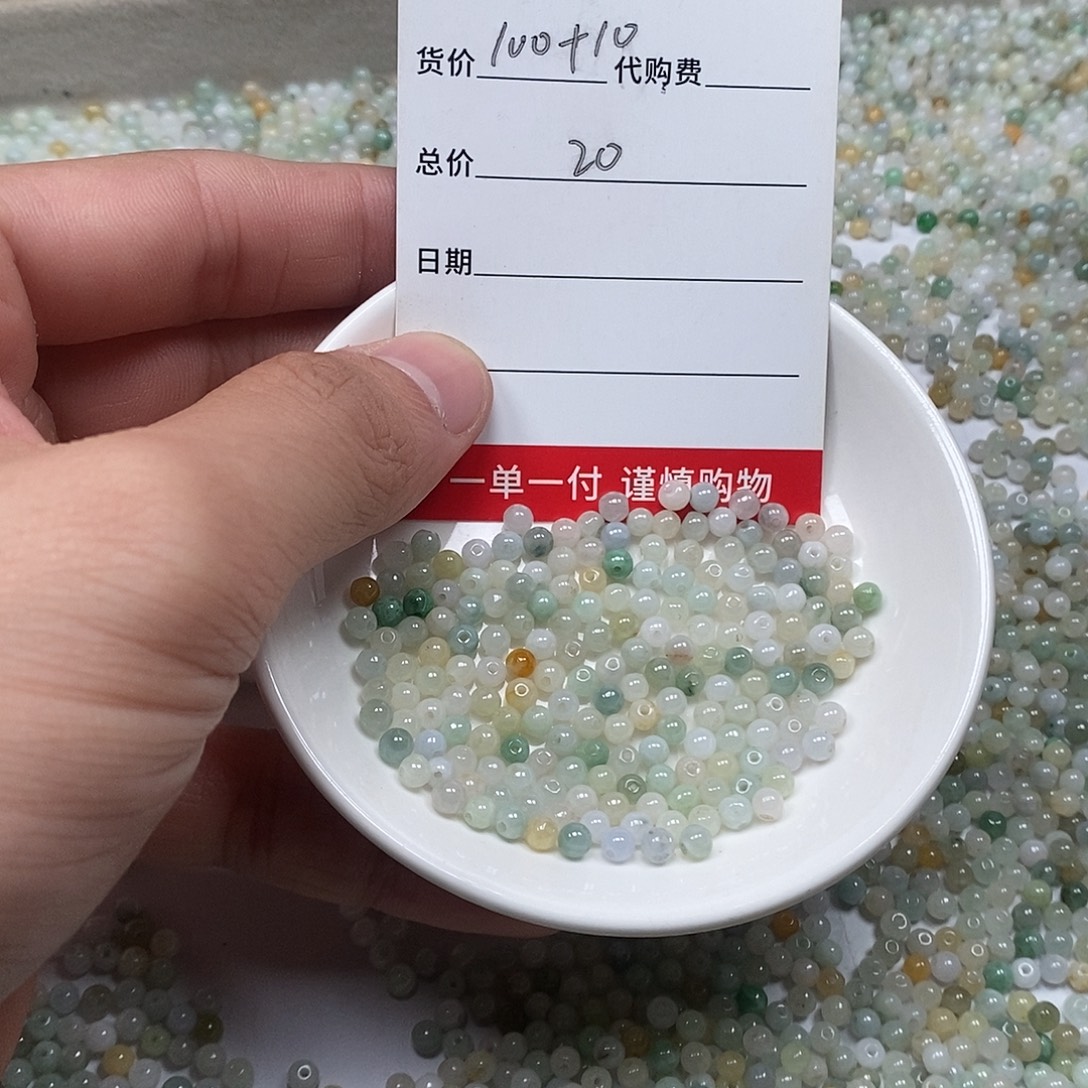 货价 100+10 代购费
总价 20
日期
一单一付 谨慎购物